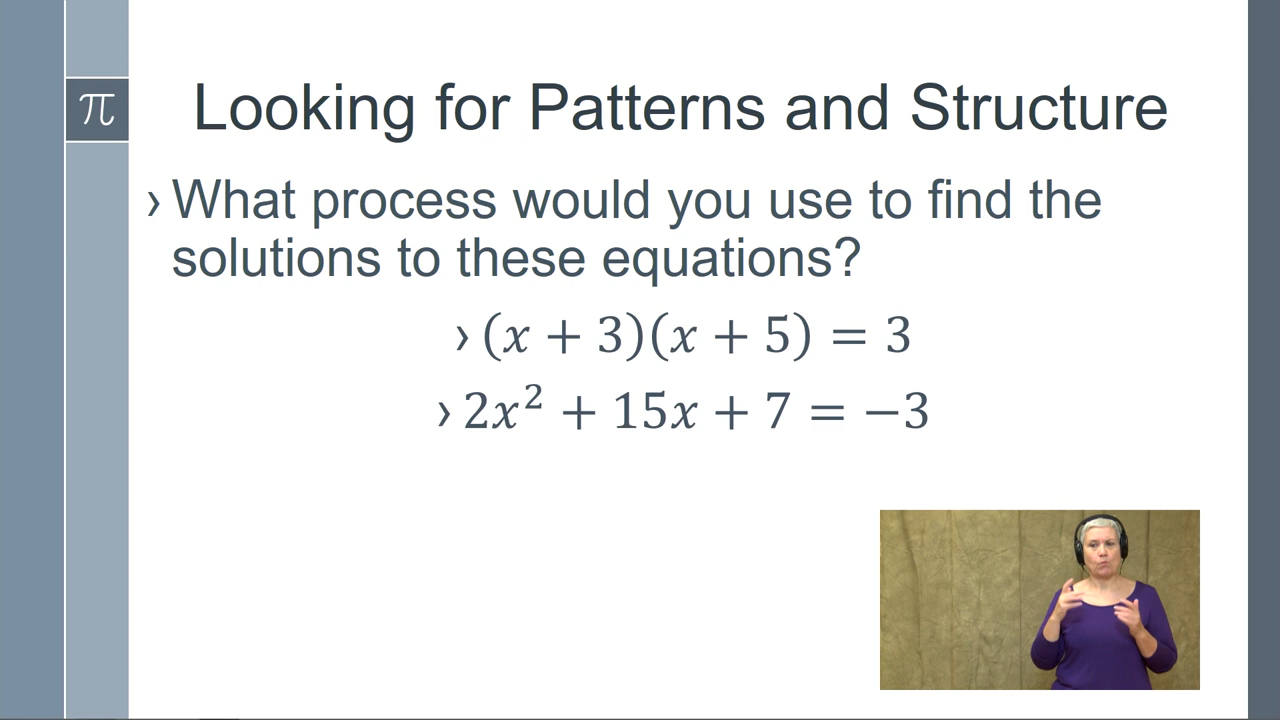 π
Looking for Patterns and Structure
› What process would you use to find the
solutions to these equations?
› (x + 3)(x + 5) = 3
› 2x² + 15x + 7 = −3